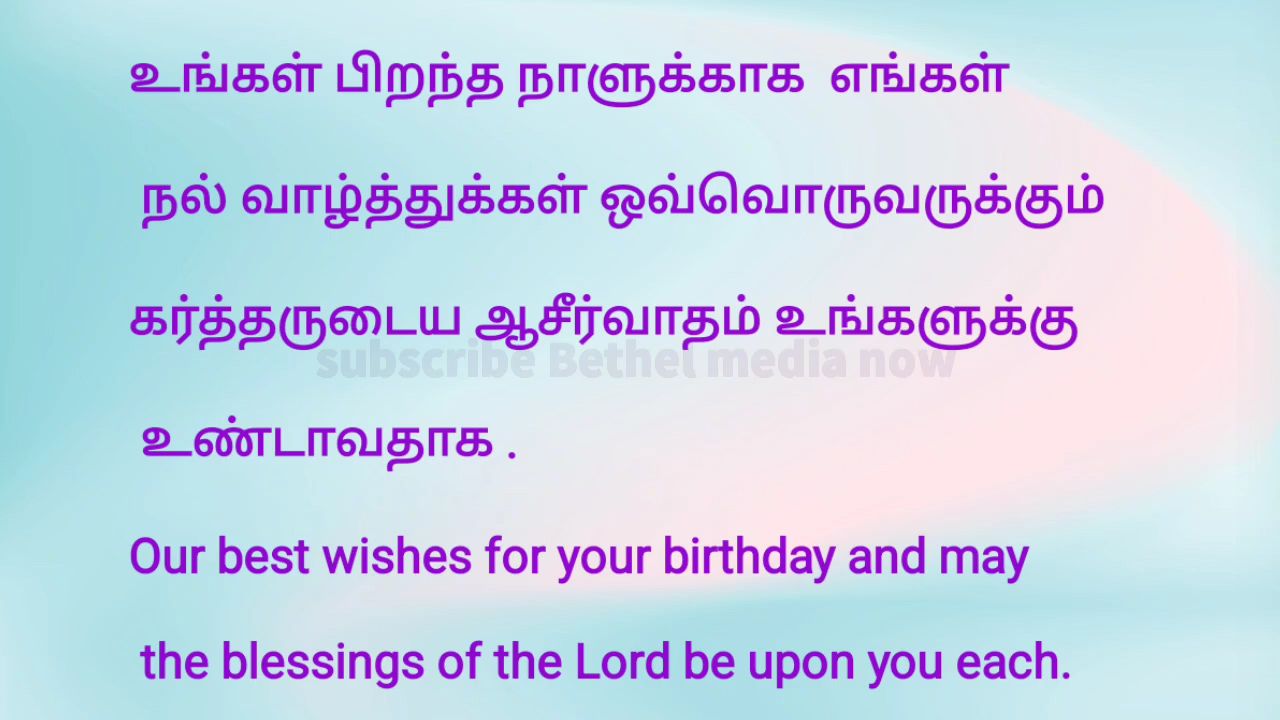 உங்கள் பிறந்த நாளுக்காக எங்கள்
நல் வாழ்த்துக்கள் ஒவ்வொருவருக்கும்
கர்த்தருடைய ஆசீர்வாதம் உங்களுக்கு
subscribe Bethel media now
உண்டாவதாக .
Our best wishes for your birthday and may
the blessings of the Lord be upon you each.